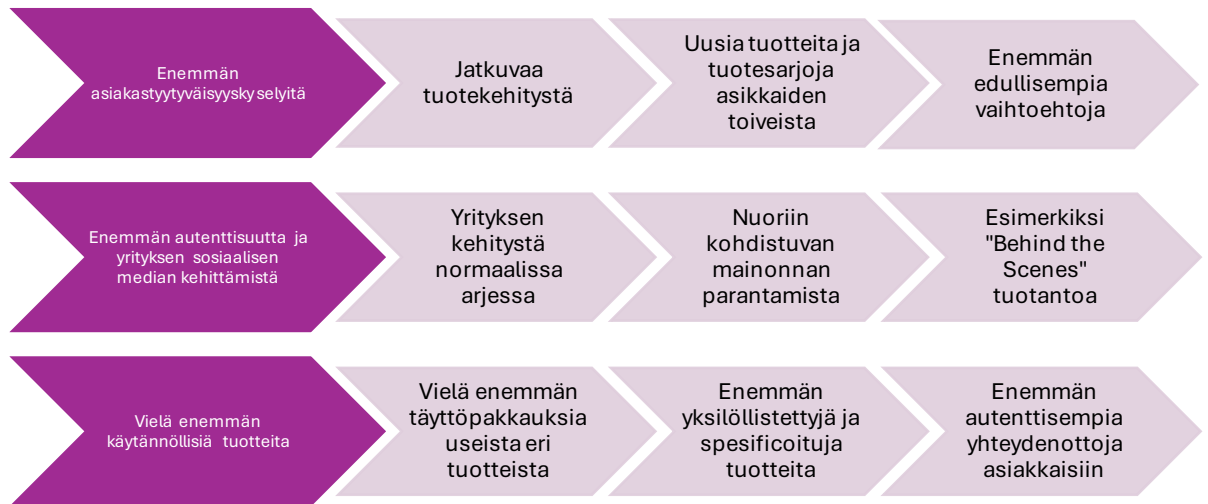 Enemmän
asiakastyytyväisyyskyselyitä
Jatkuvaa
tuotekehitystä
Uusia tuotteita ja
tuotesarjoja
asikkaiden
toiveista
Enemmän
edullisempia
vaihtoehtoja
Enemmän autenttisuutta ja
yrityksen sosiaalisen
median kehittämistä
Yrityksen
kehitystä
normaalissa
arjessa
Nuoriin
kohdistuvan
mainonnan
parantamista
Esimerkiksi
"Behind the
Scenes"
tuotantoa
Vielä enemmän
käytännöllisiä tuotteita
Vielä enemmän
täyttöpakkauksia
useista eri
tuotteista
Enemmän
yksilöllistettyjä ja
spesificoituja
tuotteita
Enemmän
autenttisempia
yhteydenottoja
asiakkaisiin